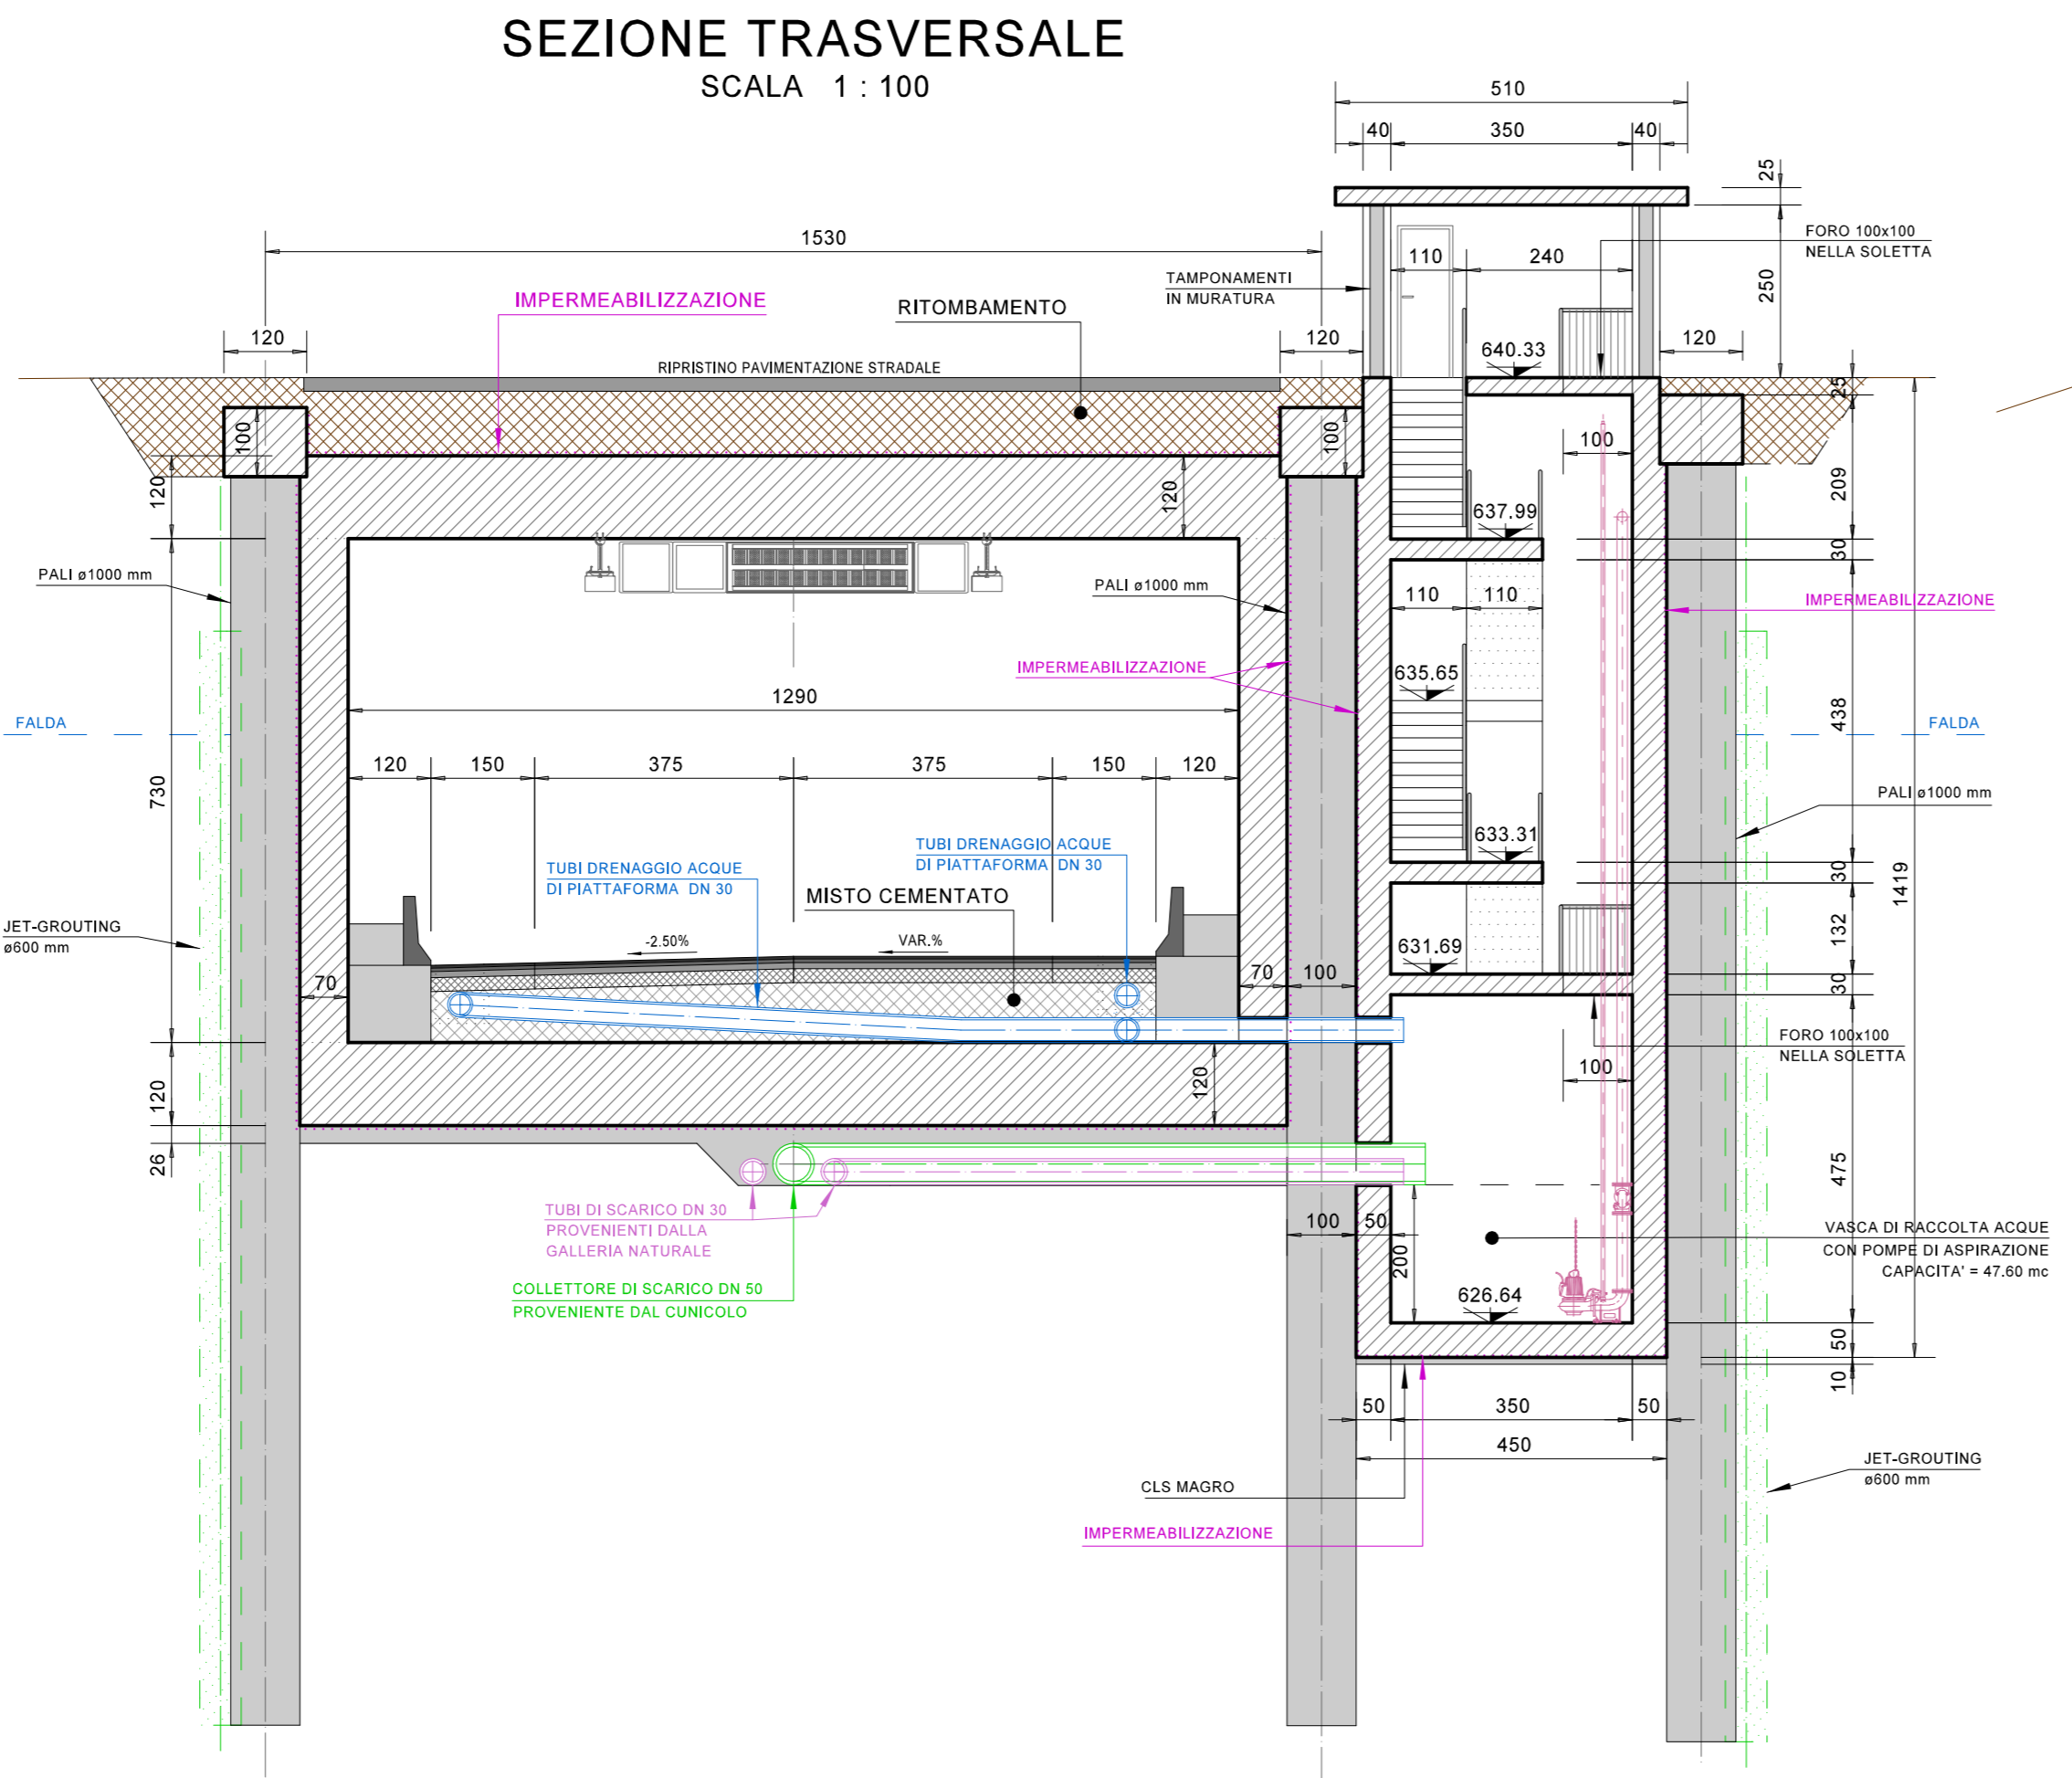 SEZIONE TRASVERSALE
SCALA 1 : 100
510
40
350
40
25
1530
FORO 100x100
NELLA SOLETTA
110
240
TAMPONAMENTI
IN MURATURA
250
IMPERMEABILIZZAZIONE
RITOMBAMENTO
120
120
120
640.33
RIPRISTINO PAVIMENTAZIONE STRADALE
25
100
100
100
120
120
209
637.99
30
PALI ø1000 mm
PALI ø1000 mm
110
110
IMPERMEABILIZZAZIONE
IMPERMEABILIZZAZIONE
635.65
1290
FALDA
438
FALDA
120
150
375
375
150
120
730
PALI ø1000 mm
633.31
TUBI DRENAGGIO ACQUE
DI PIATTAFORMA DN 30
TUBI DRENAGGIO ACQUE
DI PIATTAFORMA DN 30
MISTO CEMENTATO
30
1419
JET-GROUTING
ø600 mm
-2.50%
VAR.%
132
631.69
70
70
100
30
FORO 100x100
NELLA SOLETTA
100
120
120
26
475
TUBI DI SCARICO DN 30
PROVENIENTI DALLA
GALLERIA NATURALE
100
50
200
VASCA DI RACCOLTA ACQUE
CON POMPE DI ASPIRAZIONE
CAPACITA' = 47.60 mc
COLLETTORE DI SCARICO DN 50
PROVENIENTE DAL CUNICOLO
626.64
50
10
50
350
50
450
CLS MAGRO
JET-GROUTING
ø600 mm
IMPERMEABILIZZAZIONE